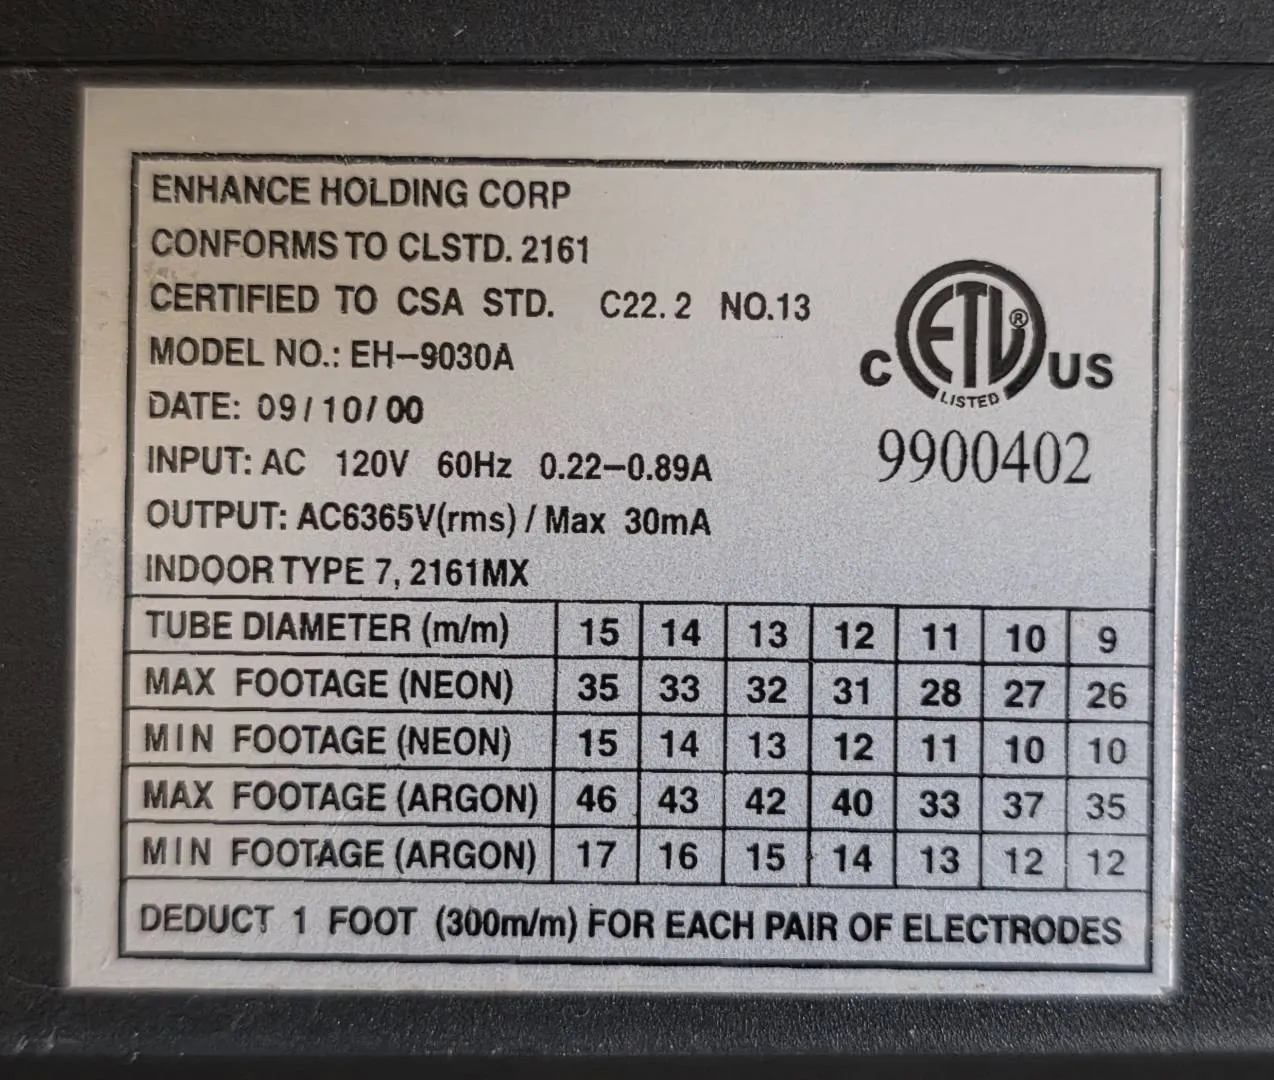 ENHANCE HOLDING CORP
CONFORMS TO CLSTD. 2161
CERTIFIED TO CSA STD. C22.2 NO.13
MODEL NO.: EH-9030A
DATE: 09/10/00
INPUT: AC 120V 60Hz 0.22-0.89A
OUTPUT: AC6365V(rms) / Max 30mA
INDOOR TYPE 7, 2161MX
C ETL ® US
LISTED
9900402
TUBE DIAMETER (m/m) 15 14 13 12 11 10 9
MAX FOOTAGE (NEON) 35 33 32 31 28 27 26
MIN FOOTAGE (NEON) 15 14 13 12 11 10 10
MAX FOOTAGE (ARGON) 46 43 42 40 33 37 35
MIN FOOTAGE (ARGON) 17 16 15 14 13 12 12
DEDUCT 1 FOOT (300m/m) FOR EACH PAIR OF ELECTRODES